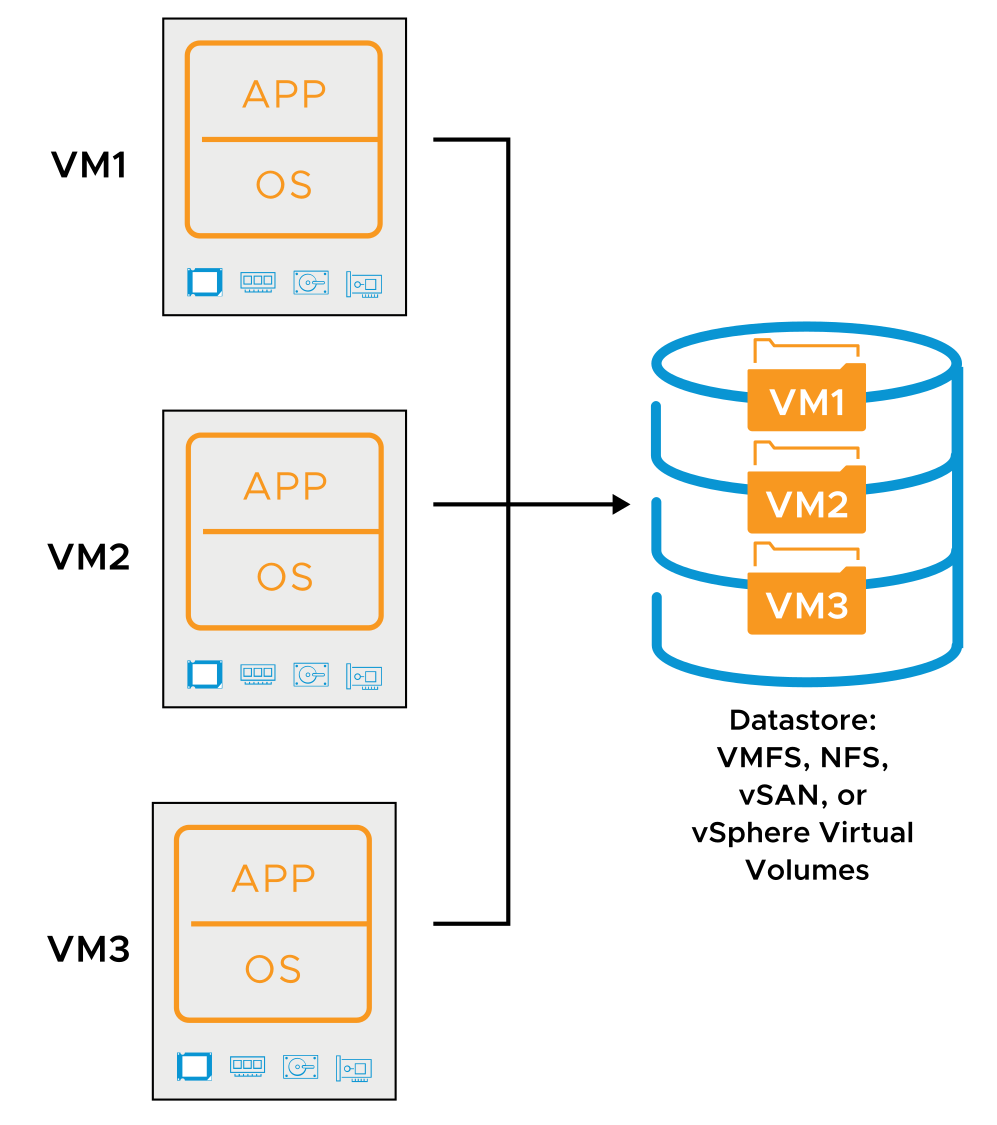 VM1
APP
OS
VM2
APP
OS
VM3
APP
OS
VM1
VM2
VM3
Datastore:
VMFS, NFS,
vSAN, or
vSphere Virtual
Volumes